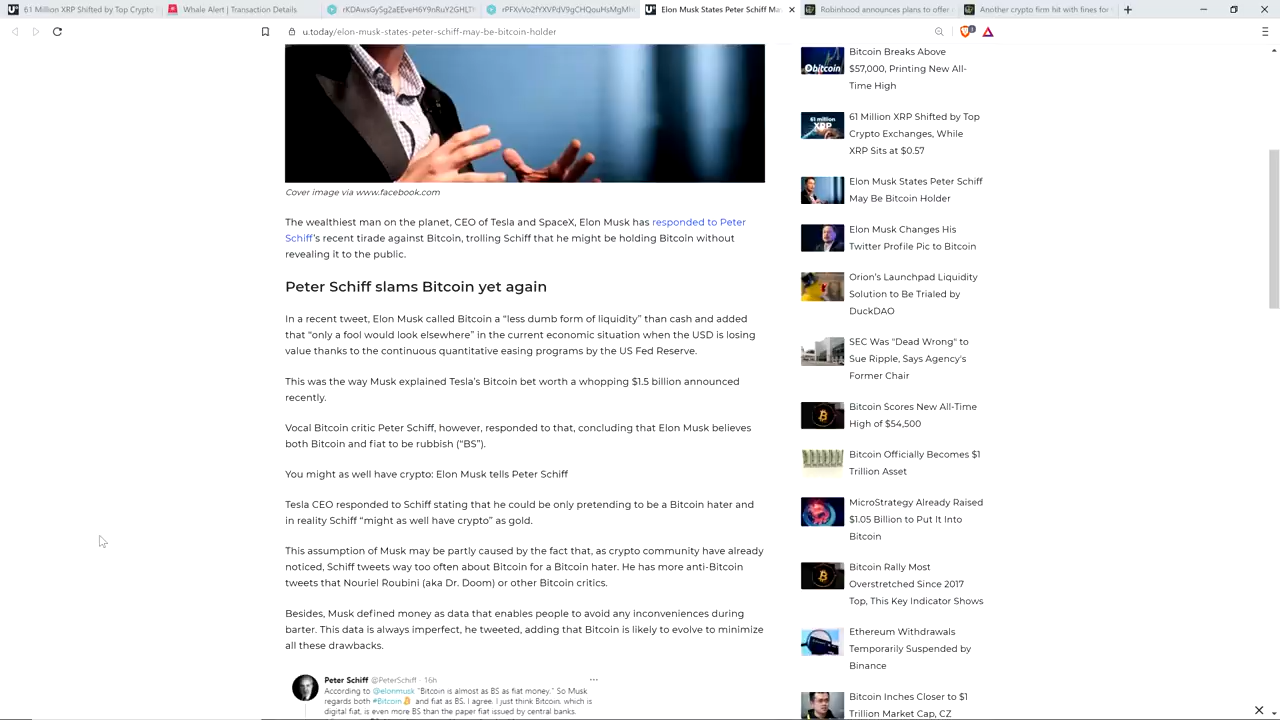 61 Million XRP Shifted by Top Crypto
Whale Alert | Transaction Details
rKDAwsGySg2aEEveH6Y9nRuY2GHLT
rPFXvVo2fYXVPdV9gCHQouHsMgMh
Elon Musk States Peter Schiff Ma
Robinhood announces plans to offer
Another crypto firm hit with fines for
u.today/elon-musk-states-peter-schiff-may-be-bitcoin-holder
Cover image via www.facebook.com
The wealthiest man on the planet, CEO of Tesla and SpaceX, Elon Musk has responded to Peter
Schiff's recent tirade against Bitcoin, trolling Schiff that he might be holding Bitcoin without
revealing it to the public.
Peter Schiff slams Bitcoin yet again
In a recent tweet, Elon Musk called Bitcoin a “less dumb form of liquidity” than cash and added
that “only a fool would look elsewhere” in the current economic situation when the USD is losing
value thanks to the continuous quantitative easing programs by the US Fed Reserve.
This was the way Musk explained Tesla's Bitcoin bet worth a whopping $1.5 billion announced
recently.
Vocal Bitcoin critic Peter Schiff, however, responded to that, concluding that Elon Musk believes
both Bitcoin and fiat to be rubbish (“BS”).
You might as well have crypto: Elon Musk tells Peter Schiff
Tesla CEO responded to Schiff stating that he could be only pretending to be a Bitcoin hater and
in reality Schiff “might as well have crypto” as gold.
This assumption of Musk may be partly caused by the fact that, as crypto community have already
noticed, Schiff tweets way too often about Bitcoin for a Bitcoin hater. He has more anti-Bitcoin
tweets that Nouriel Roubini (aka Dr. Doom) or other Bitcoin critics.
Besides, Musk defined money as data that enables people to avoid any inconveniences during
barter. This data is always imperfect, he tweeted, adding that Bitcoin is likely to evolve to minimize
all these drawbacks.
Peter Schiff @PeterSchiff · 16h
According to @elonmusk "Bitcoin is almost as BS as fiat money." So Musk
regards both #Bitcoin and fiat as BS. I agree. I just think Bitcoin, which is
digital fiat, is even more BS than the paper fiat issued by central banks.
bitcoin
Bitcoin Breaks Above
$57,000, Printing New All-
Time High
61 million
XRP
61 Million XRP Shifted by Top
Crypto Exchanges, While
XRP Sits at $0.57
Elon Musk States Peter Schiff
May Be Bitcoin Holder
Elon Musk Changes His
Twitter Profile Pic to Bitcoin
Orion's Launchpad Liquidity
Solution to Be Trialed by
DuckDAO
SEC Was "Dead Wrong" to
Sue Ripple, Says Agency's
Former Chair
Bitcoin Scores New All-Time
High of $54,500
Bitcoin Officially Becomes $1
Trillion Asset
MicroStrategy Already Raised
$1.05 Billion to Put It Into
Bitcoin
Bitcoin Rally Most
Overstretched Since 2017
Top, This Key Indicator Shows
Ethereum Withdrawals
Temporarily Suspended by
Binance
Bitcoin Inches Closer to $1
Trillion Market Cap, CZ